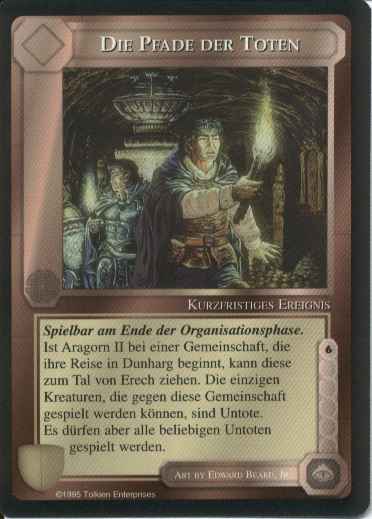 Die Pfade der Toten
Kurzfristiges Ereignis
Spielbar am Ende der Organisationsphase.
Ist Aragorn II bei einer Gemeinschaft, die
ihre Reise in Dunharg beginnt, kann diese
zum Tal von Erech ziehen. Die einzigen
Kreaturen, die gegen diese Gemeinschaft
gespielt werden können, sind Untote.
Es dürfen aber alle beliebigen Untoten
gespielt werden.
6
Art by Edward Beard, Jr.
©1995 Tolkien Enterprises